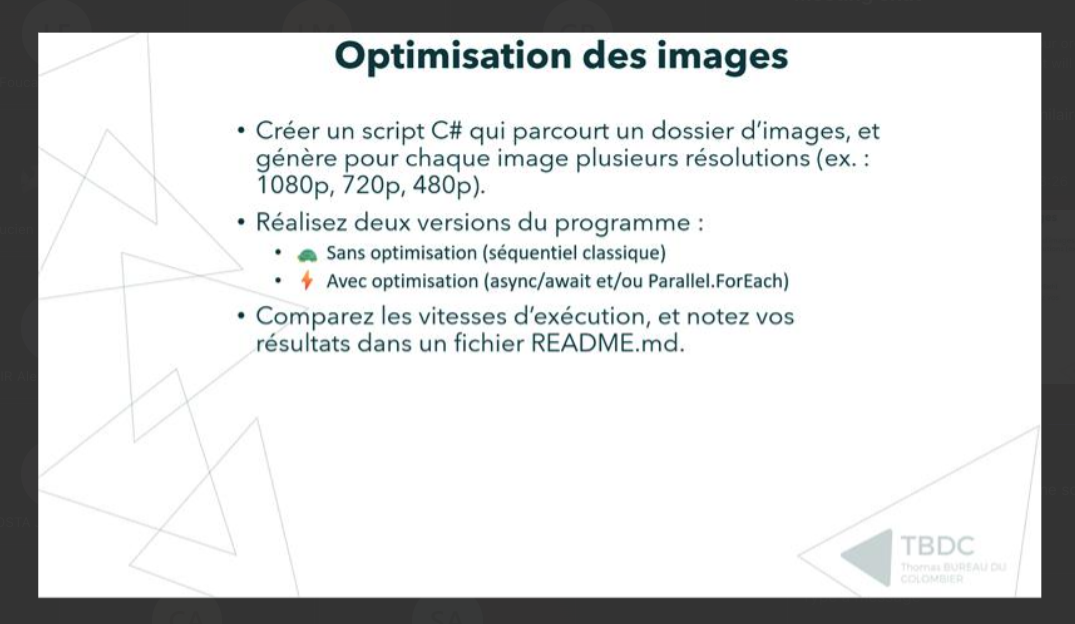 Optimisation des images
• Créer un script C# qui parcourt un dossier d'images, et
génère pour chaque image plusieurs résolutions (ex. :
1080p, 720p, 480p).
• Réalisez deux versions du programme :
• Sans optimisation (séquentiel classique)
• Avec optimisation (async/await et/ou Parallel.ForEach)
• Comparez les vitesses d'exécution, et notez vos
résultats dans un fichier README.md.
TBDC
Thomas BUREAU DU
COLOMBIER